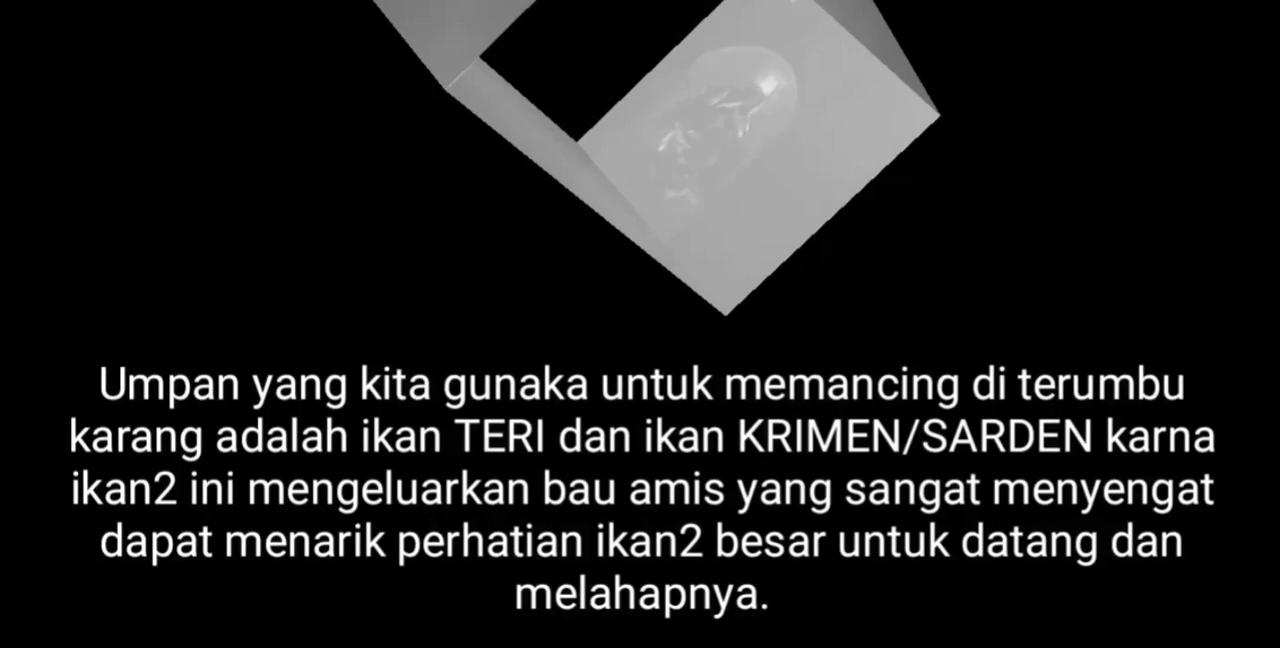 Umpan yang kita gunaka untuk memancing di terumbu
karang adalah ikan TERI dan ikan KRIMEN/SARDEN karna
ikan2 ini mengeluarkan bau amis yang sangat menyengat
dapat menarik perhatian ikan2 besar untuk datang dan
melahapnya.